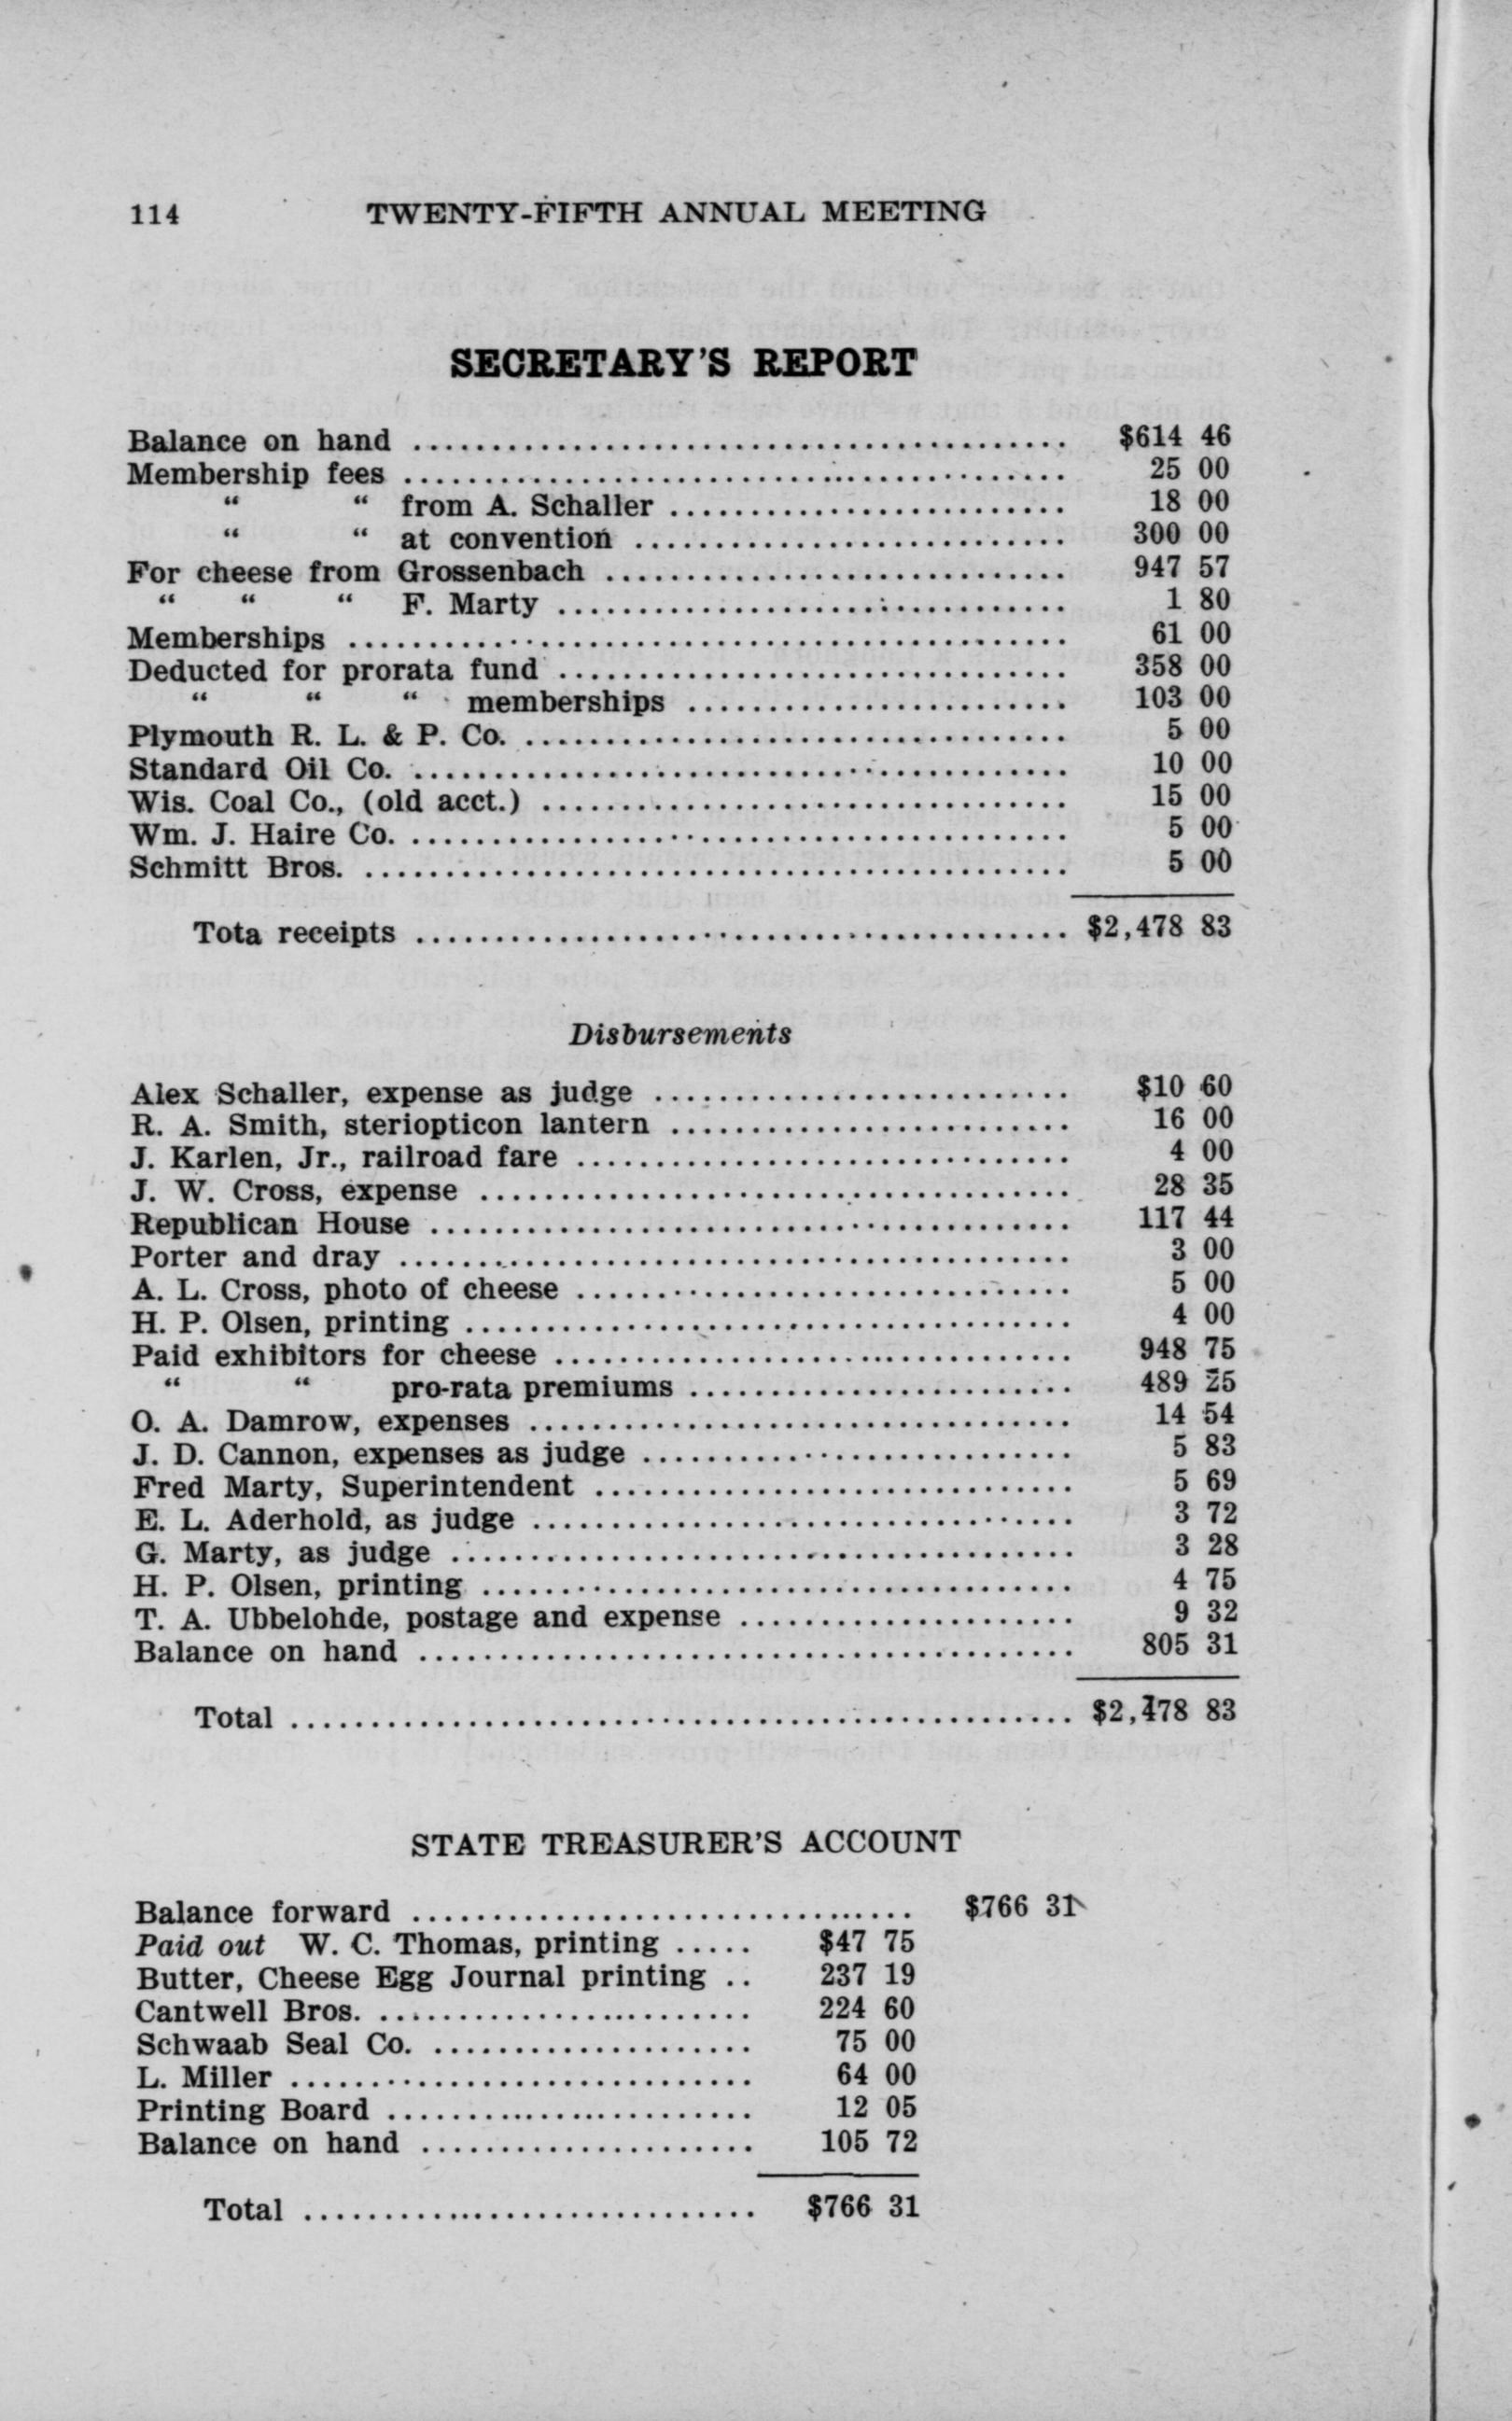 114 TWENTY-FIFTH ANNUAL MEETING
SECRETARY'S REPORT
Balance on hand ........................................ $614 46
Membership fees ........................................ 25 00
“ “ from A. Schaller ........................ 18 00
“ “ at convention .......................... 300 00
For cheese from Grossenbach ............................ 947 57
“ “ “ F. Marty ............................... 1 80
Memberships ............................................ 61 00
Deducted for prorata fund .............................. 358 00
“ “ “ memberships ....................... 103 00
Plymouth R. L. & P. Co. ................................ 5 00
Standard Oil Co. ....................................... 10 00
Wis. Coal Co., (old acct.) ............................. 15 00
Wm. J. Haire Co. ....................................... 5 00
Schmitt Bros. .......................................... 5 00
Tota receipts ...................................... $2,478 83
Disbursements
Alex Schaller, expense as judge ........................ $10 60
R. A. Smith, steriopticon lantern ...................... 16 00
J. Karlen, Jr., railroad fare .......................... 4 00
J. W. Cross, expense ................................... 28 35
Republican House ....................................... 117 44
Porter and dray ........................................ 3 00
A. L. Cross, photo of cheese ........................... 5 00
H. P. Olsen, printing .................................. 4 00
Paid exhibitors for cheese ............................. 948 75
“ “ pro-rata premiums ....................... 489 25
O. A. Damrow, expenses ................................. 14 54
J. D. Cannon, expenses as judge ........................ 5 83
Fred Marty, Superintendent ............................. 5 69
E. L. Aderhold, as judge ............................... 3 72
G. Marty, as judge ..................................... 3 28
H. P. Olsen, printing .................................. 4 75
T. A. Ubbelohde, postage and expense ................... 9 32
Balance on hand ........................................ 805 31
Total .............................................. $2,478 83
STATE TREASURER'S ACCOUNT
Balance forward ............................... $766 31
Paid out W. C. Thomas, printing ..... $47 75
Butter, Cheese Egg Journal printing .. 237 19
Cantwell Bros. ....................... 224 60
Schwaab Seal Co. .................... 75 00
L. Miller ............................ 64 00
Printing Board ....................... 12 05
Balance on hand ..................... 105 72
Total ............................ $766 31